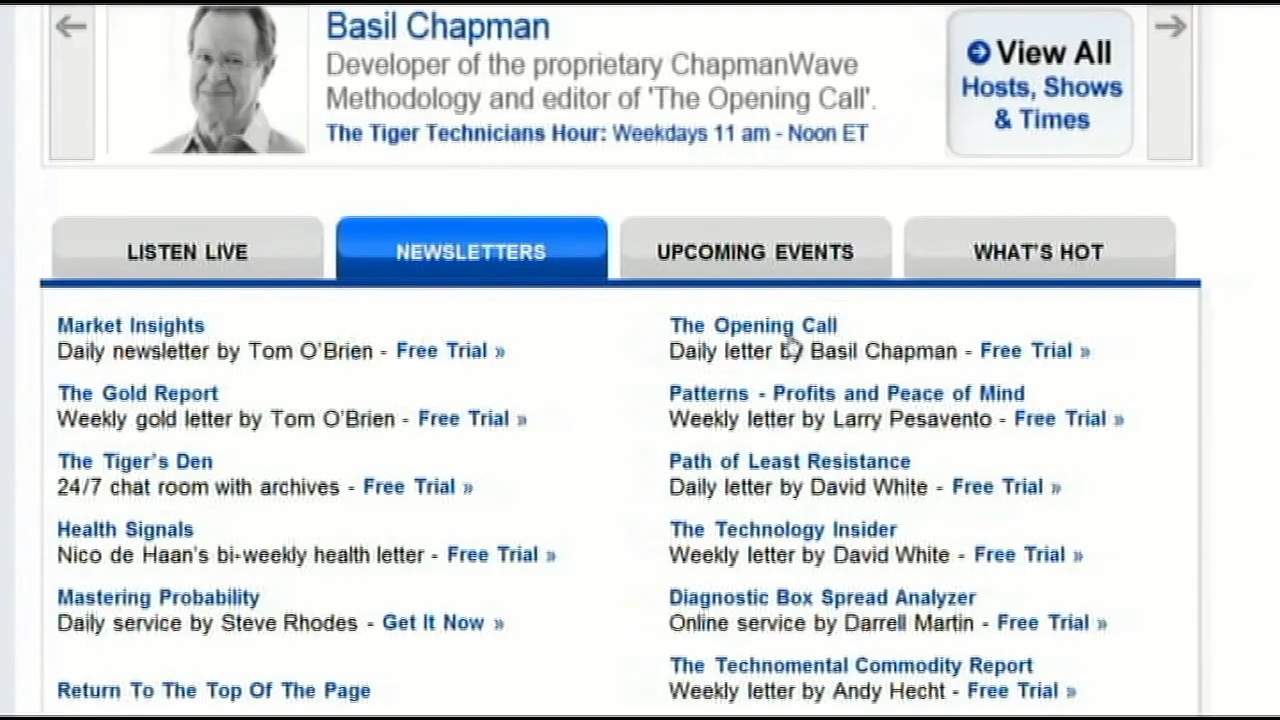 Basil Chapman
Developer of the proprietary ChapmanWave
Methodology and editor of 'The Opening Call'.
The Tiger Technicians Hour: Weekdays 11 am - Noon ET
View All
Hosts, Shows
& Times
LISTEN LIVE
NEWSLETTERS
UPCOMING EVENTS
WHAT'S HOT
Market Insights
Daily newsletter by Tom O'Brien - Free Trial »
The Gold Report
Weekly gold letter by Tom O'Brien - Free Trial »
The Tiger's Den
24/7 chat room with archives - Free Trial »
Health Signals
Nico de Haan's bi-weekly health letter - Free Trial »
Mastering Probability
Daily service by Steve Rhodes - Get It Now »
Return To The Top Of The Page
The Opening Call
Daily letter by Basil Chapman - Free Trial »
Patterns - Profits and Peace of Mind
Weekly letter by Larry Pesavento - Free Trial »
Path of Least Resistance
Daily letter by David White - Free Trial »
The Technology Insider
Weekly letter by David White - Free Trial »
Diagnostic Box Spread Analyzer
Online service by Darrell Martin - Free Trial »
The Technomental Commodity Report
Weekly letter by Andy Hecht - Free Trial »